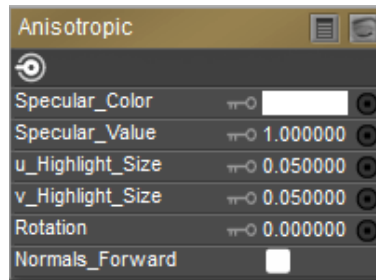 Anisotropic
Specular_Color
Specular_Value 1.000000
u_Highlight_Size 0.050000
v_Highlight_Size 0.050000
Rotation 0.000000
Normals_Forward